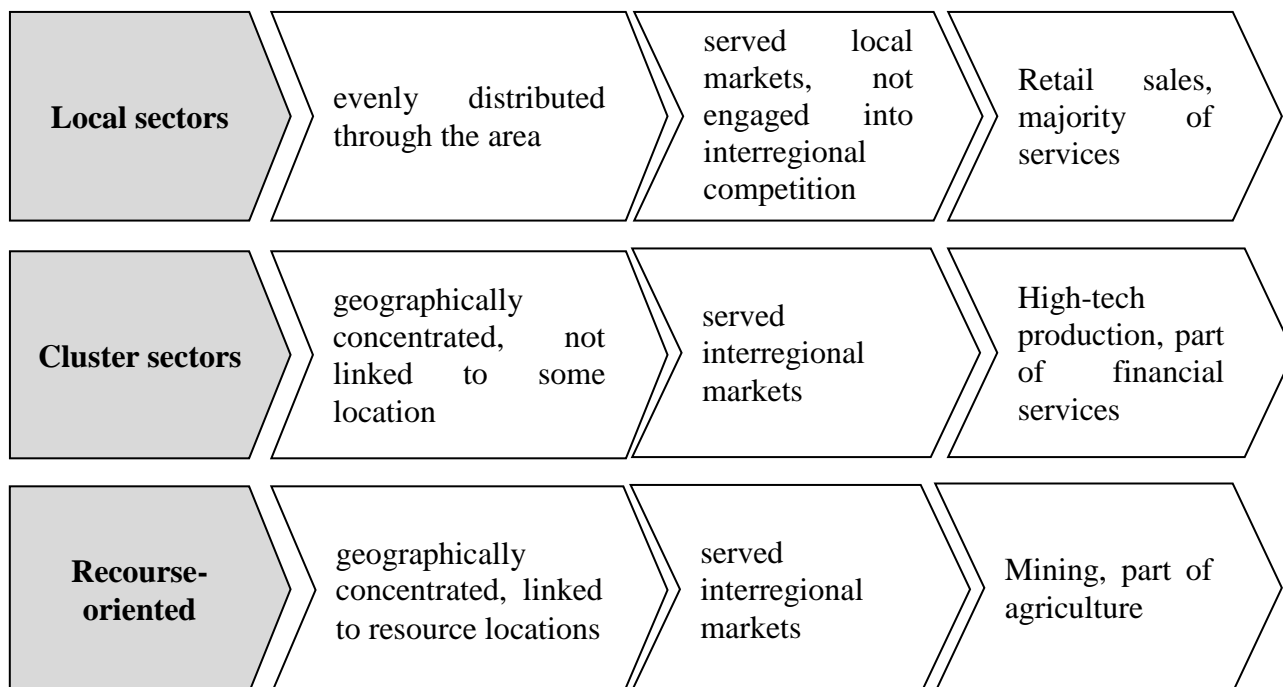 Local sectors
evenly distributed
through the area
served local
markets, not
engaged into
interregional
competition
Retail sales,
majority of
services
Cluster sectors
geographically
concentrated, not
linked to some
location
served
interregional
markets
High-tech
production, part
of financial
services
Recourse-
oriented
geographically
concentrated, linked
to resource locations
served
interregional
markets
Mining, part of
agriculture